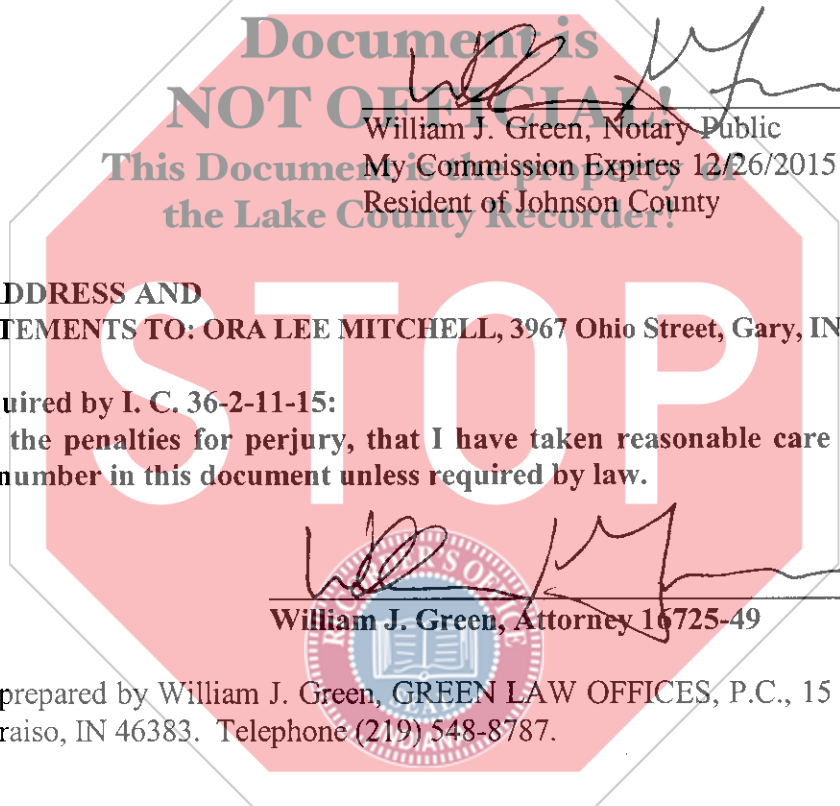 Document is
NOT OFFICIAL!
This Document is the property of
the Lake County Recorder!
William J. Green, Notary Public
My Commission Expires 12/26/2015
Resident of Johnson County
STOP
DDRESS AND
TEMENTS TO: ORA LEE MITCHELL, 3967 Ohio Street, Gary, IN
uired by I. C. 36-2-11-15:
the penalties for perjury, that I have taken reasonable care
number in this document unless required by law.
RECORDER'S OFFICE
SEAL
INDIANA
William J. Green, Attorney 16725-49
prepared by William J. Green, GREEN LAW OFFICES, P.C., 15
raiso, IN 46383. Telephone (219) 548-8787.